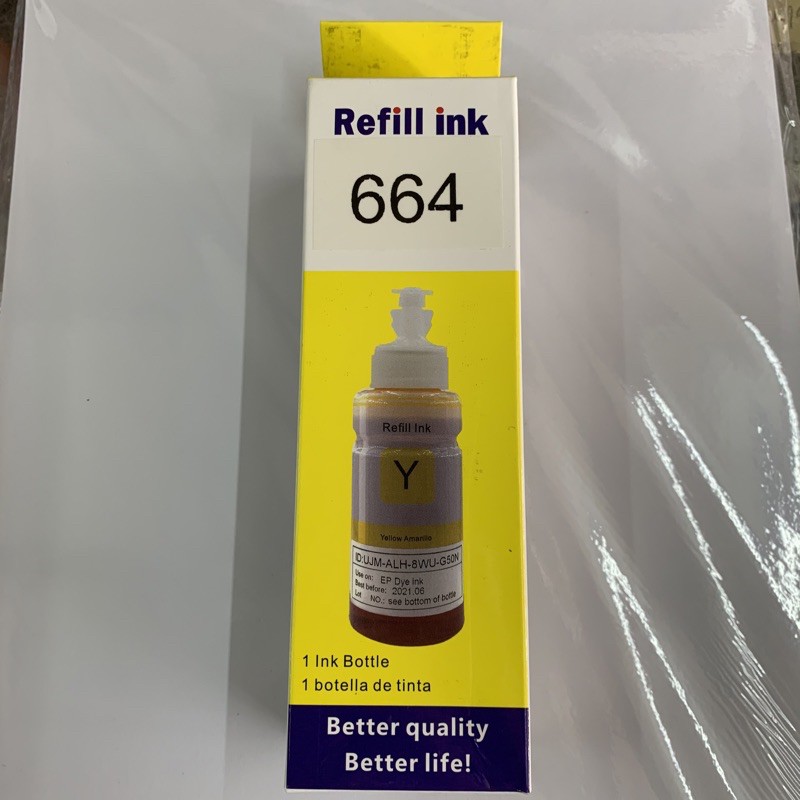 Refill ink
664
Refill Ink
Y
Yellow Amarillo
ID:UJM-ALH-8WU-G50N
Use on: EP Dye Ink
Best before: 2021.06
Lot NO.: see bottom of bottle
1 Ink Bottle
1 botella de tinta
Better quality
Better life!